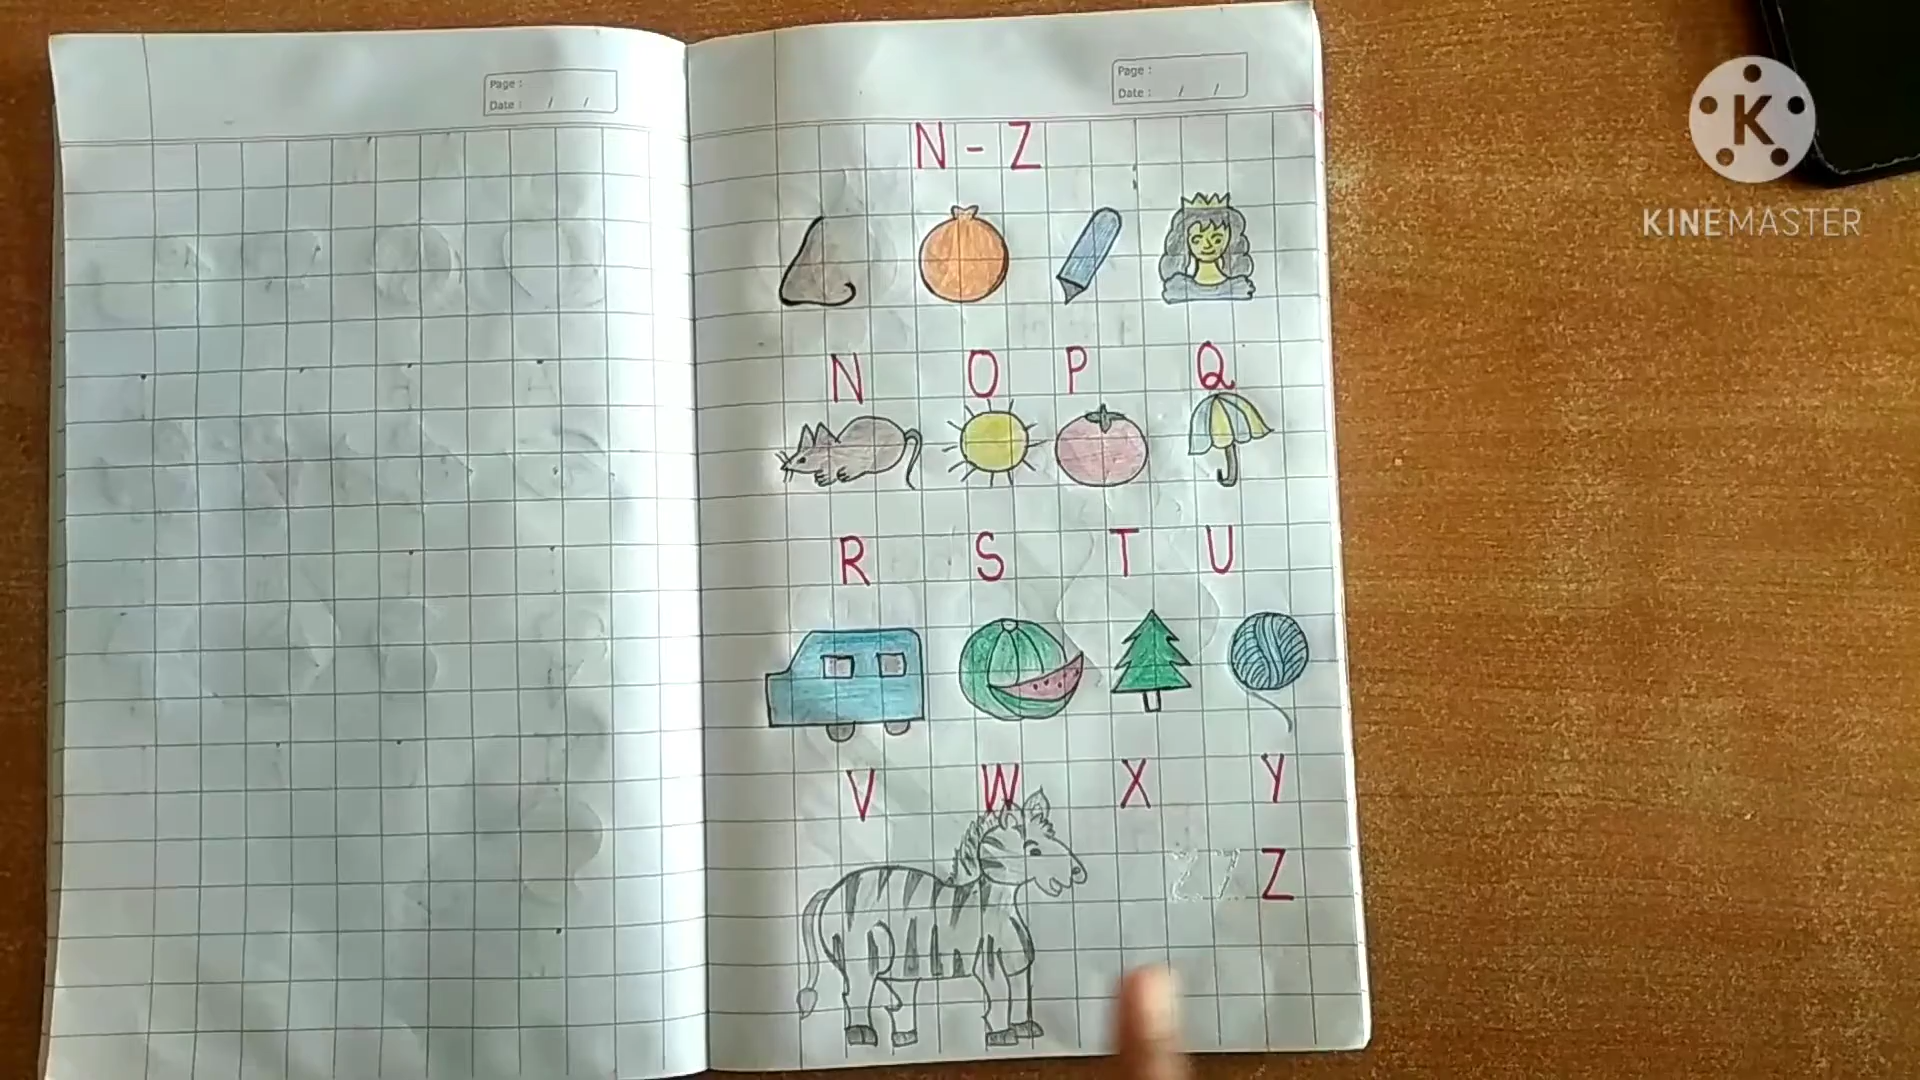 Page :
Date : / /
Page :
Date : / /
N - Z
N O P Q
R S T U
V W X Y
Z
K
KINEMASTER